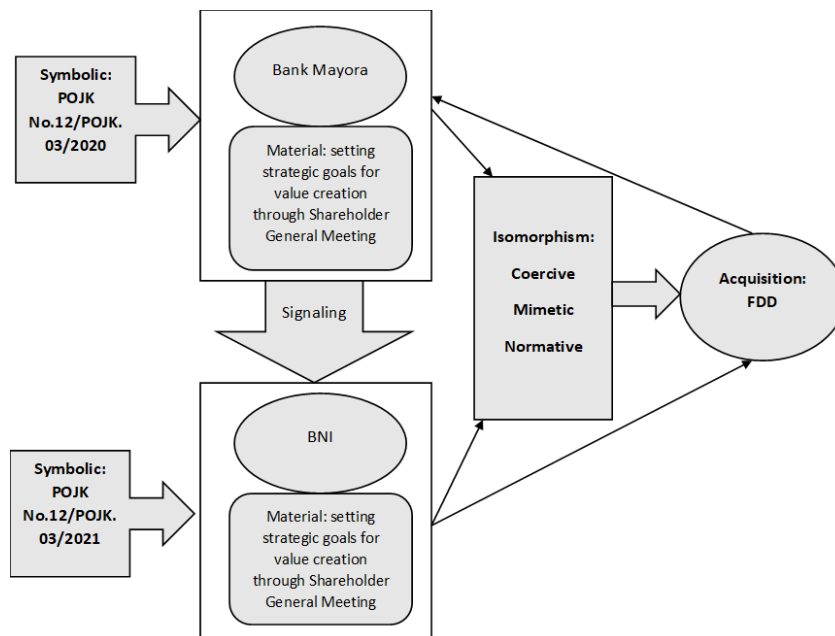 Symbolic:
POJK
No.12/POJK.
03/2020
Bank Mayora
Material: setting
strategic goals for
value creation
through Shareholder
General Meeting
Isomorphism:
Coercive
Mimetic
Normative
Acquisition:
FDD
Signaling
Symbolic:
POJK
No.12/POJK.
03/2021
BNI
Material: setting
strategic goals for
value creation
through Shareholder
General Meeting